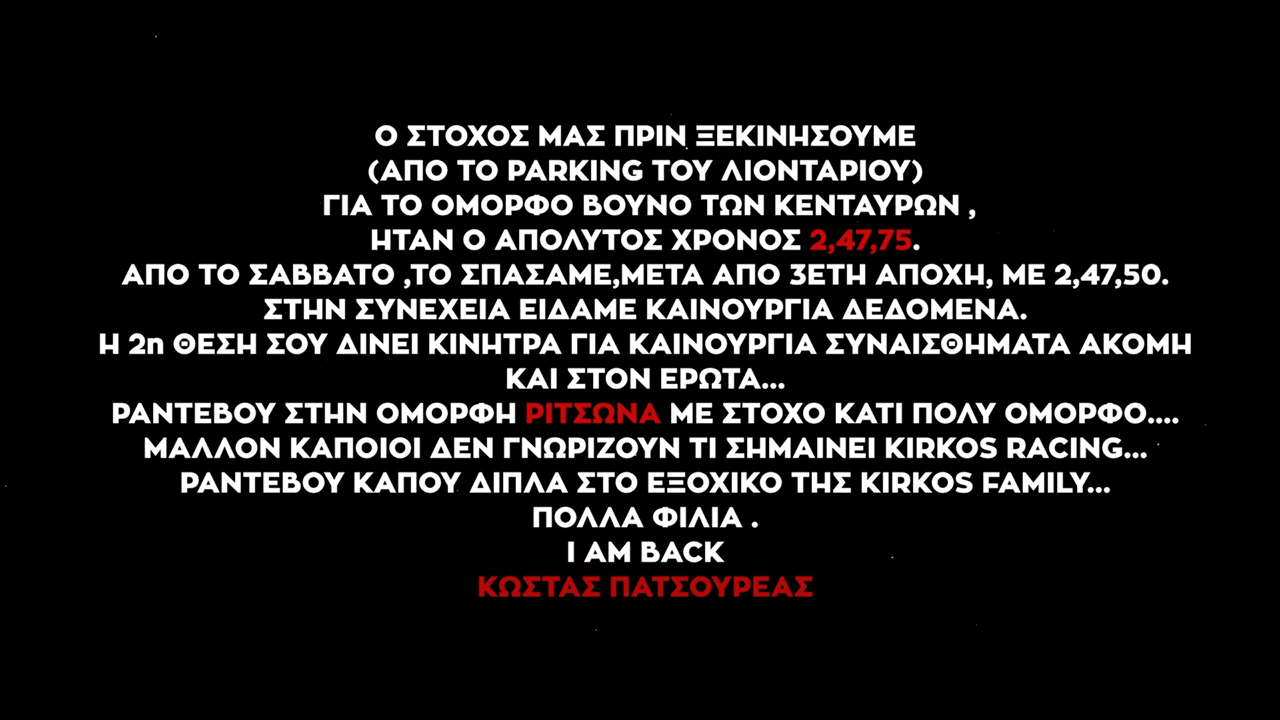 Ο ΣΤΟΧΟΣ ΜΑΣ ΠΡΙΝ ΞΕΚΙΝΗΣΟΥΜΕ
(ΑΠΟ ΤΟ PARKING ΤΟΥ ΛΙΟΝΤΑΡΙΟΥ)
ΓΙΑ ΤΟ ΟΜΟΡΦΟ ΒΟΥΝΟ ΤΩΝ ΚΕΝΤΑΥΡΩΝ ,
ΗΤΑΝ Ο ΑΠΟΛΥΤΟΣ ΧΡΟΝΟΣ 2,47,75.
ΑΠΟ ΤΟ ΣΑΒΒΑΤΟ ,ΤΟ ΣΠΑΣΑΜΕ,ΜΕΤΑ ΑΠΟ 3ΕΤΗ ΑΠΟΧΗ, ΜΕ 2,47,50.
ΣΤΗΝ ΣΥΝΕΧΕΙΑ ΕΙΔΑΜΕ ΚΑΙΝΟΥΡΓΙΑ ΔΕΔΟΜΕΝΑ.
Η 2η ΘΕΣΗ ΣΟΥ ΔΙΝΕΙ ΚΙΝΗΤΡΑ ΓΙΑ ΚΑΙΝΟΥΡΓΙΑ ΣΥΝΑΙΣΘΗΜΑΤΑ ΑΚΟΜΗ
ΚΑΙ ΣΤΟΝ ΕΡΩΤΑ...
ΡΑΝΤΕΒΟΥ ΣΤΗΝ ΟΜΟΡΦΗ ΡΙΤΣΩΝΑ ΜΕ ΣΤΟΧΟ ΚΑΤΙ ΠΟΛΥ ΟΜΟΡΦΟ....
ΜΑΛΛΟΝ ΚΑΠΟΙΟΙ ΔΕΝ ΓΝΩΡΙΖΟΥΝ ΤΙ ΣΗΜΑΙΝΕΙ KIRKOS RACING...
ΡΑΝΤΕΒΟΥ ΚΑΠΟΥ ΔΙΠΛΑ ΣΤΟ ΕΞΟΧΙΚΟ ΤΗΣ KIRKOS FAMILY...
ΠΟΛΛΑ ΦΙΛΙΑ .
I AM BACK
ΚΩΣΤΑΣ ΠΑΤΣΟΥΡΕΑΣ